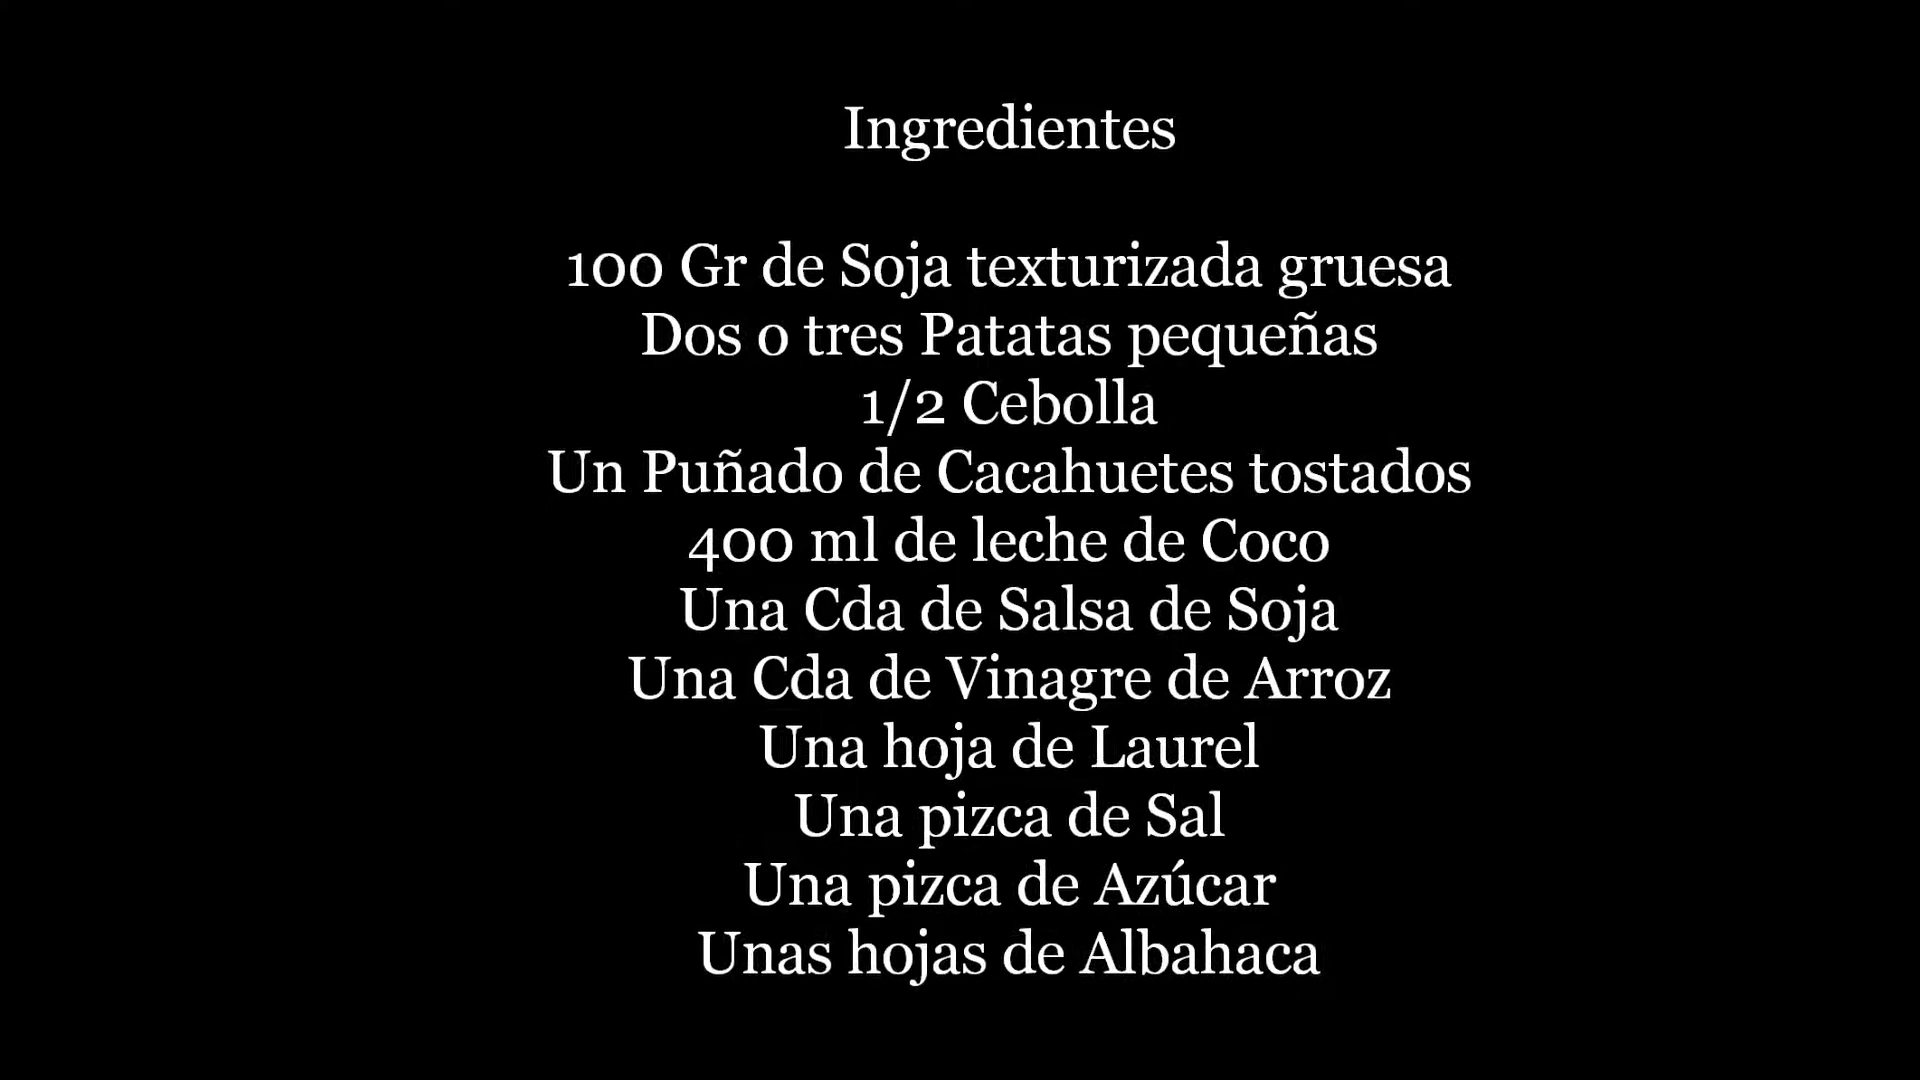 Ingredientes
100 Gr de Soja texturizada gruesa
Dos o tres Patatas pequeñas
1/2 Cebolla
Un Puñado de Cacahuetes tostados
400 ml de leche de Coco
Una Cda de Salsa de Soja
Una Cda de Vinagre de Arroz
Una hoja de Laurel
Una pizca de Sal
Una pizca de Azúcar
Unas hojas de Albahaca